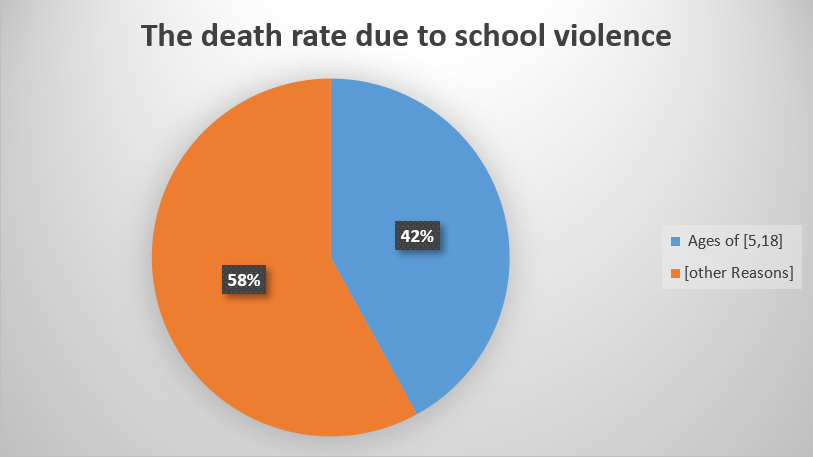 The death rate due to school violence
42%
58%
Ages of [5,18]
[other Reasons]